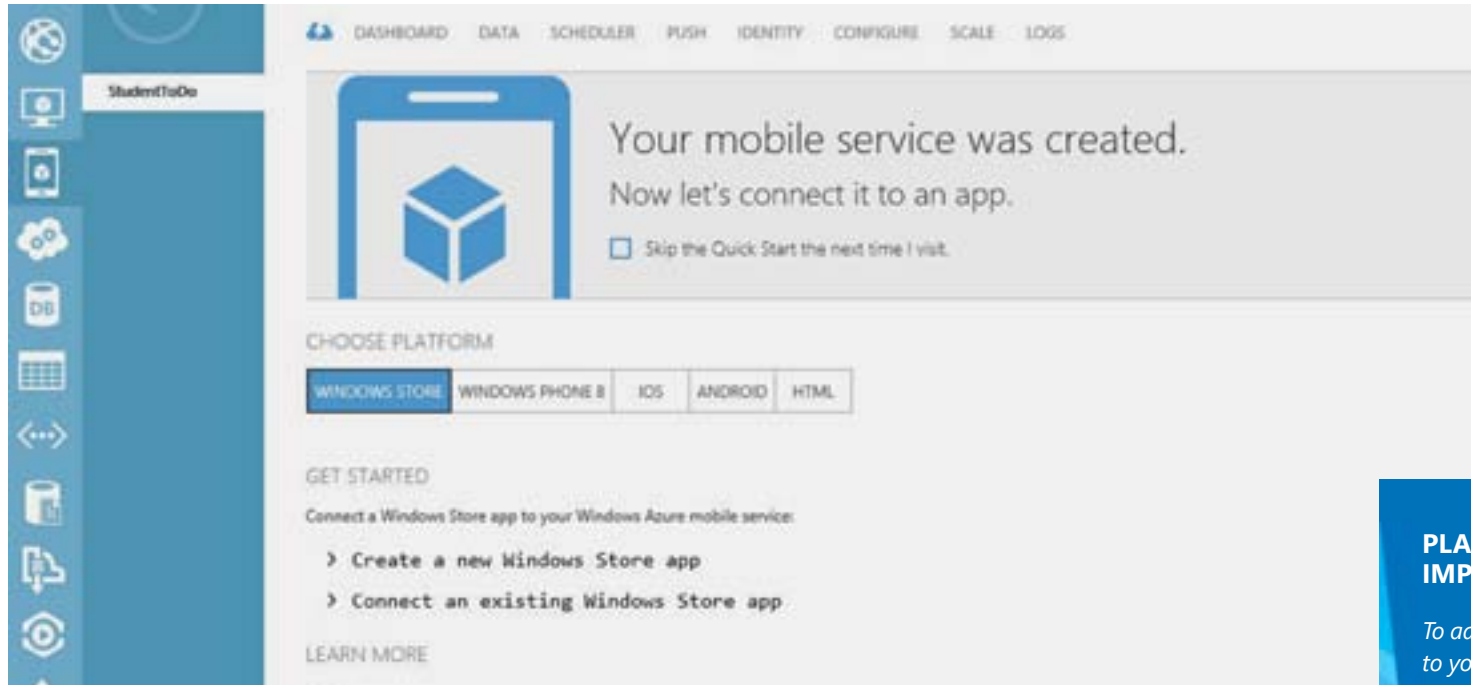 DASHBOARD DATA SCHEDULER PUSH IDENTITY CONFIGURE SCALE LOGS
StudentToDo
Your mobile service was created.
Now let's connect it to an app.
Skip the Quick Start the next time I visit.
DB
CHOOSE PLATFORM
WINDOWS STORE WINDOWS PHONE 8 IOS ANDROID HTML
GET STARTED
Connect a Windows Store app to your Windows Azure mobile service:
> Create a new Windows Store app
> Connect an existing Windows Store app
LEARN MORE
PLA
IMP
To ad
to yo